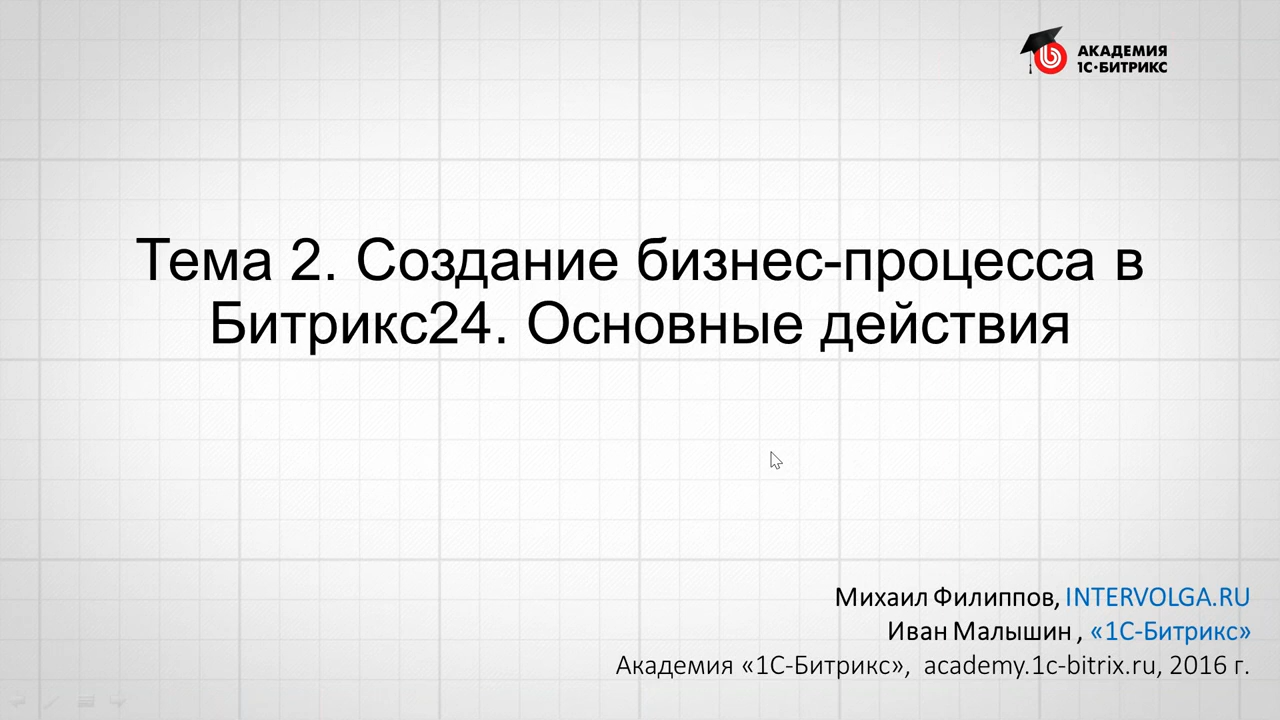 АКАДЕМИЯ
1С·БИТРИКС
Тема 2. Создание бизнес-процесса в
Битрикс24. Основные действия
Михаил Филиппов, INTERVOLGA.RU
Иван Малышин , «1С-Битрикс»
Академия «1С-Битрикс», academy.1c-bitrix.ru, 2016 г.